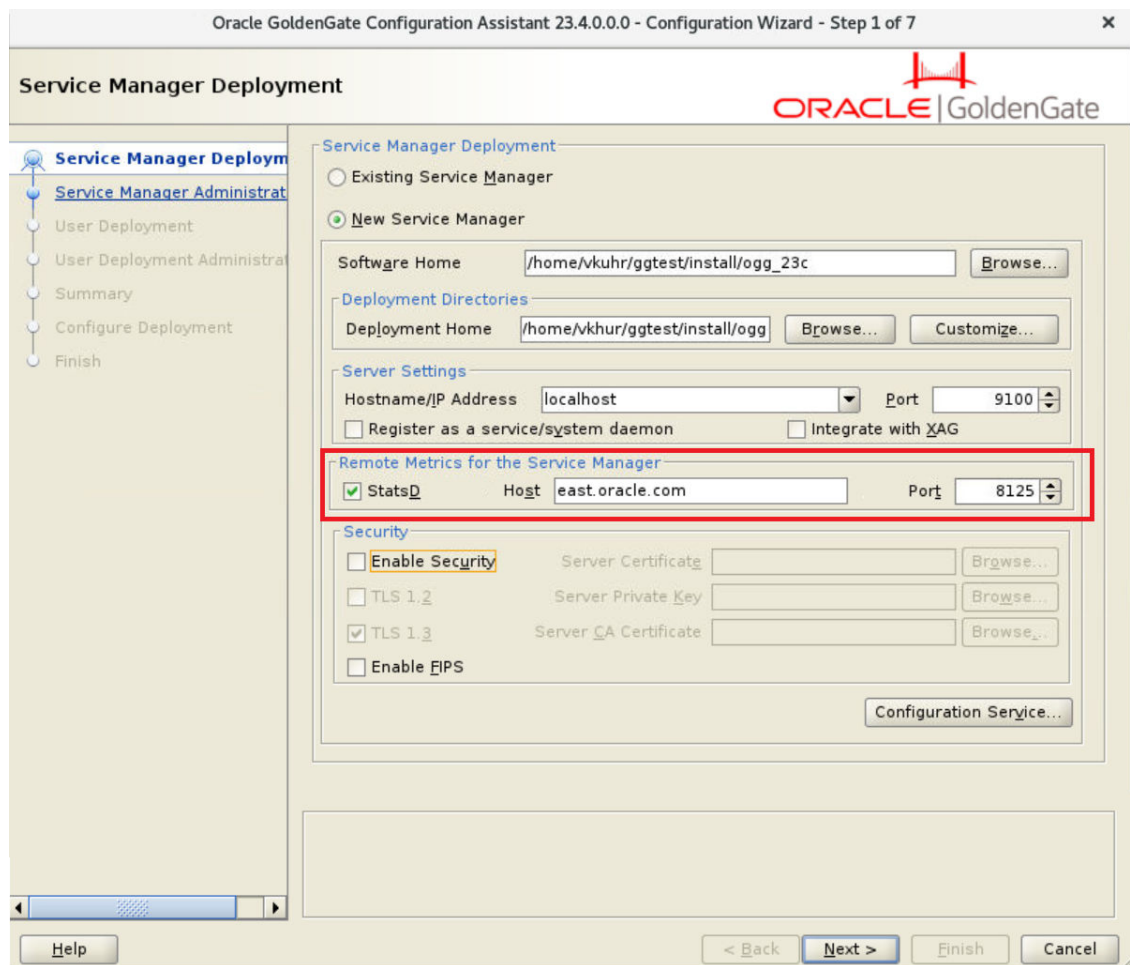 Oracle GoldenGate Configuration Assistant 23.4.0.0.0 - Configuration Wizard - Step 1 of 7
Service Manager Deployment
ORACLE GoldenGate
Service Manager Deploym
Service Manager Administrat
User Deployment
User Deployment Administrat
Summary
Configure Deployment
Finish
Service Manager Deployment
Existing Service Manager
New Service Manager
Software Home /home/vkuhr/ggtest/install/ogg_23c Browse...
Deployment Directories
Deployment Home /home/vkhur/ggtest/install/ogg Browse... Customize...
Server Settings
Hostname/IP Address localhost Port 9100
Register as a service/system daemon Integrate with XAG
Remote Metrics for the Service Manager
StatsD Host east.oracle.com Port 8125
Security
Enable Security Server Certificate Browse...
TLS 1.2 Server Private Key Browse...
TLS 1.3 Server CA Certificate Browse...
Enable FIPS
Configuration Service...
Help < Back Next > Finish Cancel